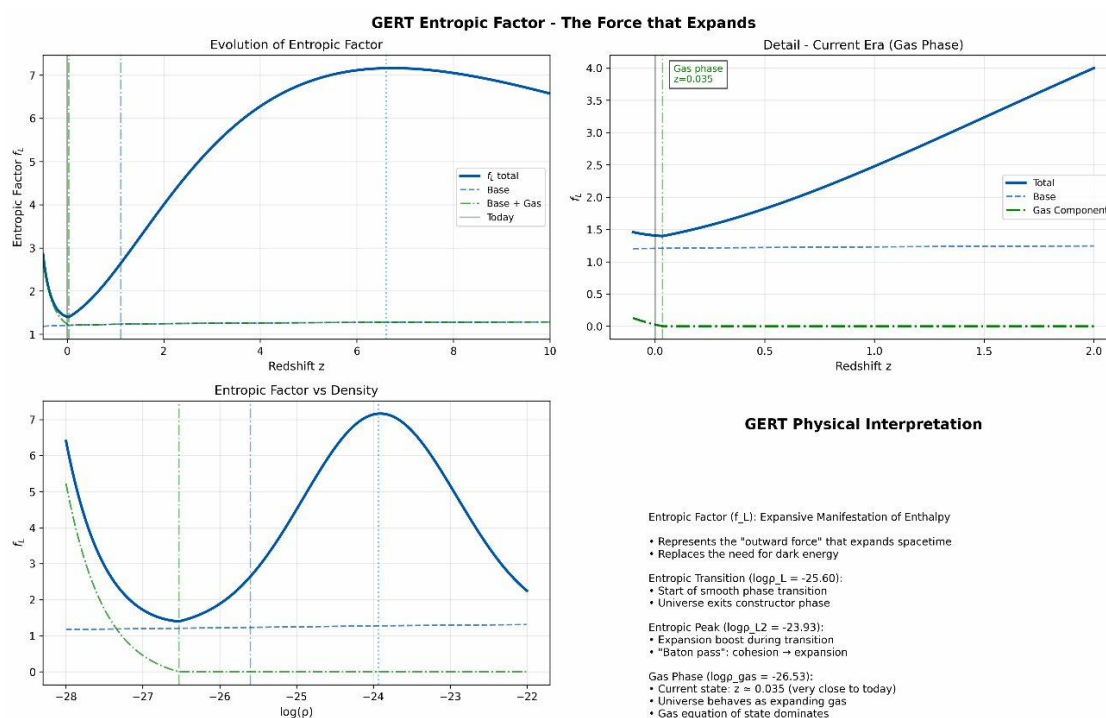 GERT Entropic Factor - The Force that Expands
Evolution of Entropic Factor
Entropic Factor f_L
7
6
5
4
3
2
1
f_L total
Base
Base + Gas
Today
0
2
4
6
8
10
Redshift z
Detail - Current Era (Gas Phase)
f_L
4.0
3.5
3.0
2.5
2.0
1.5
1.0
0.5
0.0
Gas phase
z=0.035
Total
Base
Gas Component
0.0
0.5
1.0
1.5
2.0
Redshift z
Entropic Factor vs Density
f_L
7
6
5
4
3
2
1
0
−28
−27
−26
−25
−24
−23
−22
log(ρ)
GERT Physical Interpretation
Entropic Factor (f_L): Expansive Manifestation of Enthalpy
• Represents the "outward force" that expands spacetime
• Replaces the need for dark energy
Entropic Transition (logρ_L = -25.60):
• Start of smooth phase transition
• Universe exits constructor phase
Entropic Peak (logρ_L2 = -23.93):
• Expansion boost during transition
• "Baton pass": cohesion → expansion
Gas Phase (logρ_gas = -26.53):
• Current state: z ≈ 0.035 (very close to today)
• Universe behaves as expanding gas
• Gas equation of state dominates